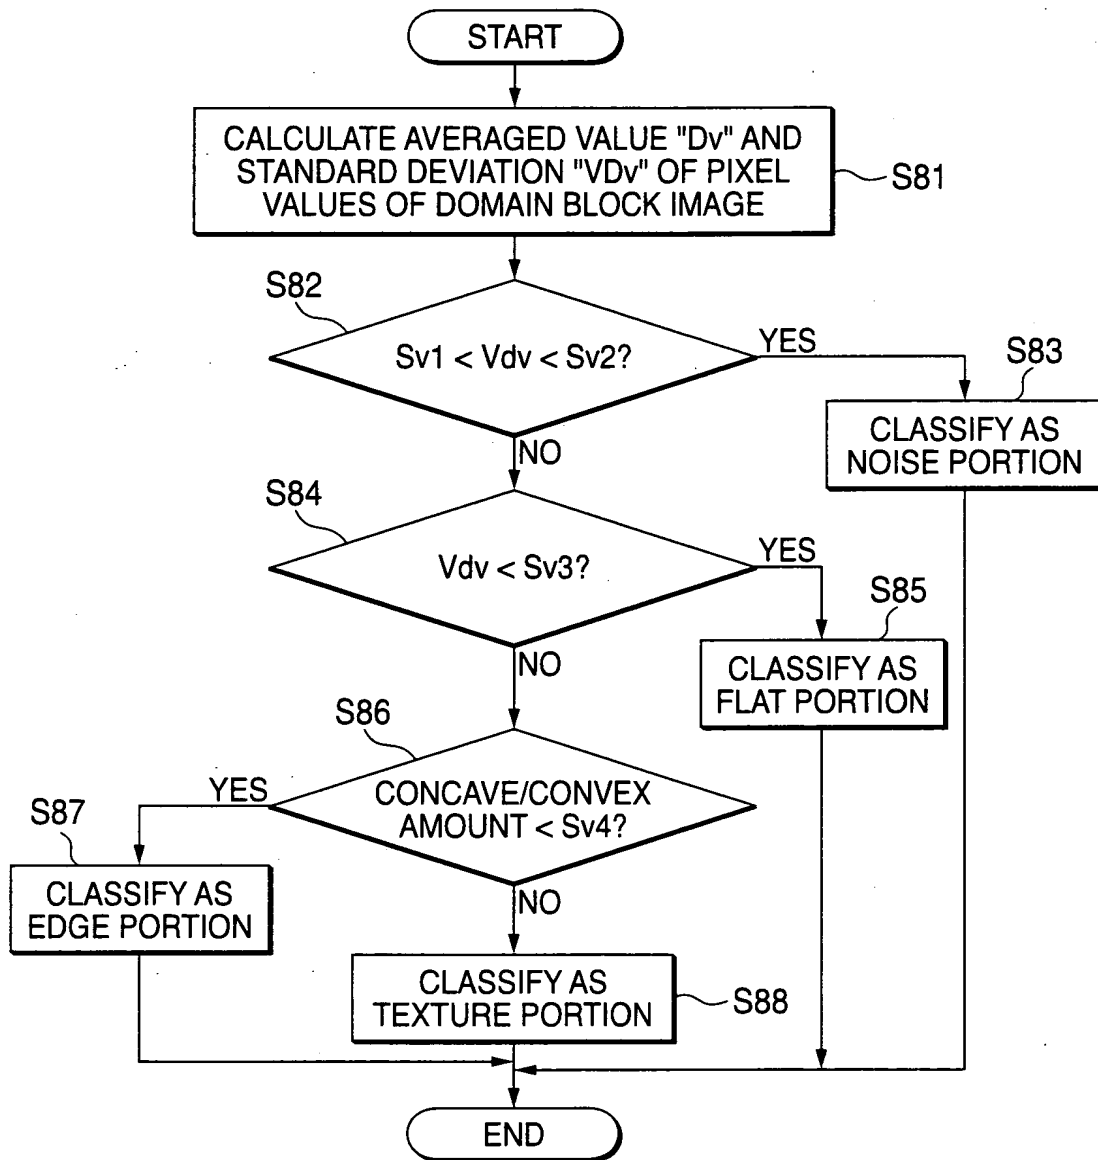 START
CALCULATE AVERAGED VALUE "Dv" AND
STANDARD DEVIATION "VDv" OF PIXEL
VALUES OF DOMAIN BLOCK IMAGE
S81
S82
Sv1 < Vdv < Sv2?
YES
S83
CLASSIFY AS
NOISE PORTION
NO
S84
Vdv < Sv3?
YES
S85
CLASSIFY AS
FLAT PORTION
NO
S86
CONCAVE/CONVEX
AMOUNT < Sv4?
YES
S87
CLASSIFY AS
EDGE PORTION
NO
CLASSIFY AS
TEXTURE PORTION
S88
END